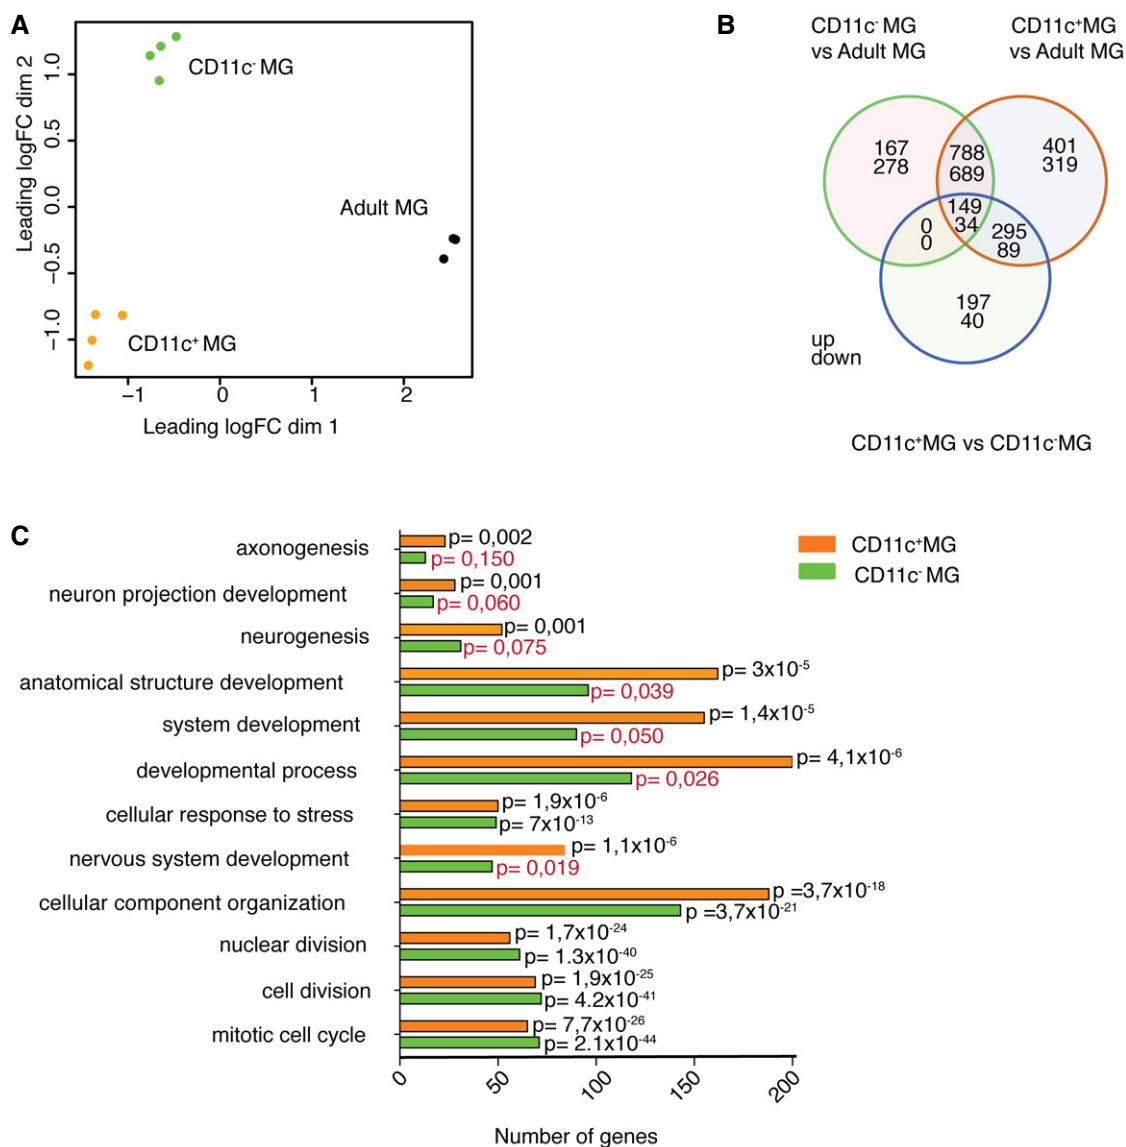 A
CD11c⁻ MG
Adult MG
CD11c⁺ MG
1.0
0.5
0.0
−0.5
−1.0
Leading logFC dim 2
−1
0
1
2
Leading logFC dim 1
B
CD11c⁻ MG
vs Adult MG
CD11c⁺MG
vs Adult MG
167
278
788
689
401
319
149
34
0
0
295
89
197
40
up
down
CD11c⁺MG vs CD11c⁻MG
C
CD11c⁺MG
CD11c⁻ MG
axonogenesis
p= 0,002
p= 0,150
neuron projection development
p= 0,001
p= 0,060
neurogenesis
p= 0,001
p= 0,075
anatomical structure development
p= 3x10⁻⁵
p= 0,039
system development
p= 1,4x10⁻⁵
p= 0,050
developmental process
p= 4,1x10⁻⁶
p= 0,026
cellular response to stress
p= 1,9x10⁻⁶
p= 7x10⁻¹³
nervous system development
p= 1,1x10⁻⁶
p= 0,019
cellular component organization
p =3,7x10⁻¹⁸
p =3,7x10⁻²¹
nuclear division
p= 1,7x10⁻²⁴
p= 1.3x10⁻⁴⁰
cell division
p= 1,9x10⁻²⁵
p= 4.2x10⁻⁴¹
mitotic cell cycle
p= 7,7x10⁻²⁶
p= 2.1x10⁻⁴⁴
0
50
100
150
200
Number of genes